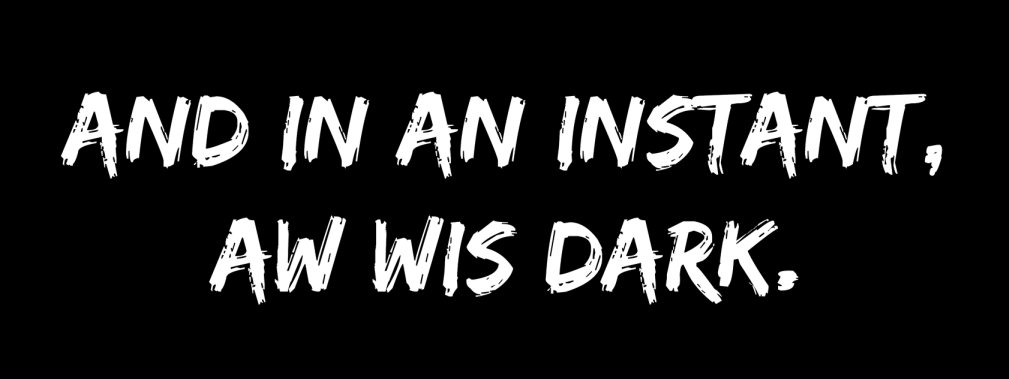 AND IN AN INSTANT,
AW WIS DARK.